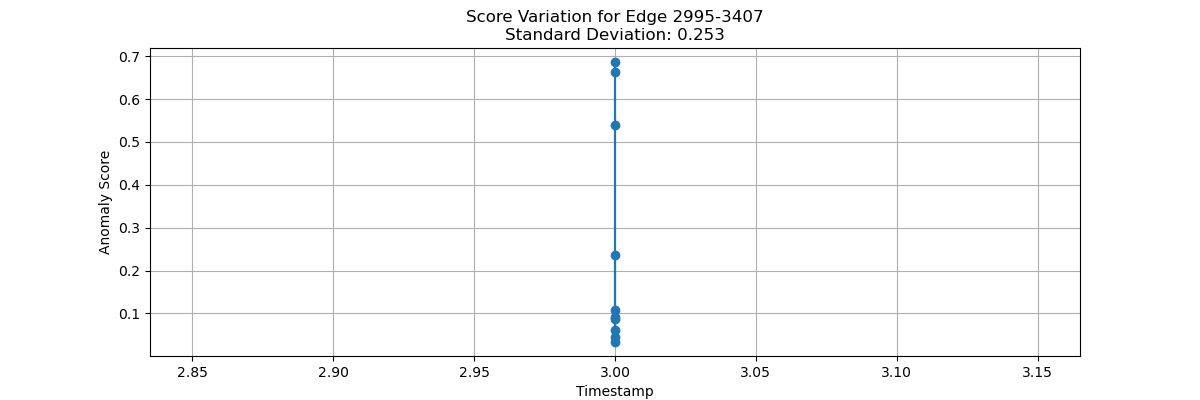 Score Variation for Edge 2995-3407
Standard Deviation: 0.253
0.7
0.6
0.5
0.4
0.3
0.2
0.1
Anomaly Score
2.85 2.90 2.95 3.00 3.05 3.10 3.15
Timestamp